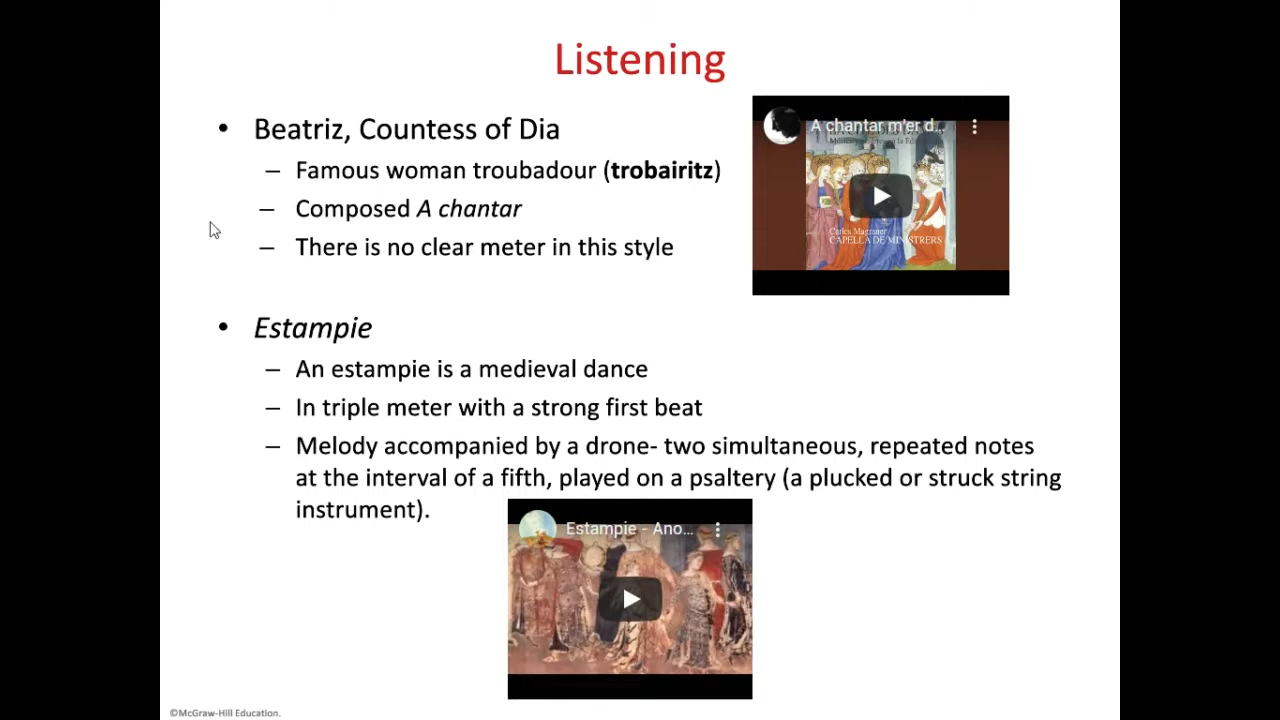 Listening
• Beatriz, Countess of Dia
– Famous woman troubadour (trobairitz)
– Composed A chantar
– There is no clear meter in this style
A chantar m'er d...
Carles Magraner
CAPELLA DE MINISTRERS
• Estampie
– An estampie is a medieval dance
– In triple meter with a strong first beat
– Melody accompanied by a drone- two simultaneous, repeated notes
at the interval of a fifth, played on a psaltery (a plucked or struck string
instrument).
Estampie - Ano...
©McGraw-Hill Education.